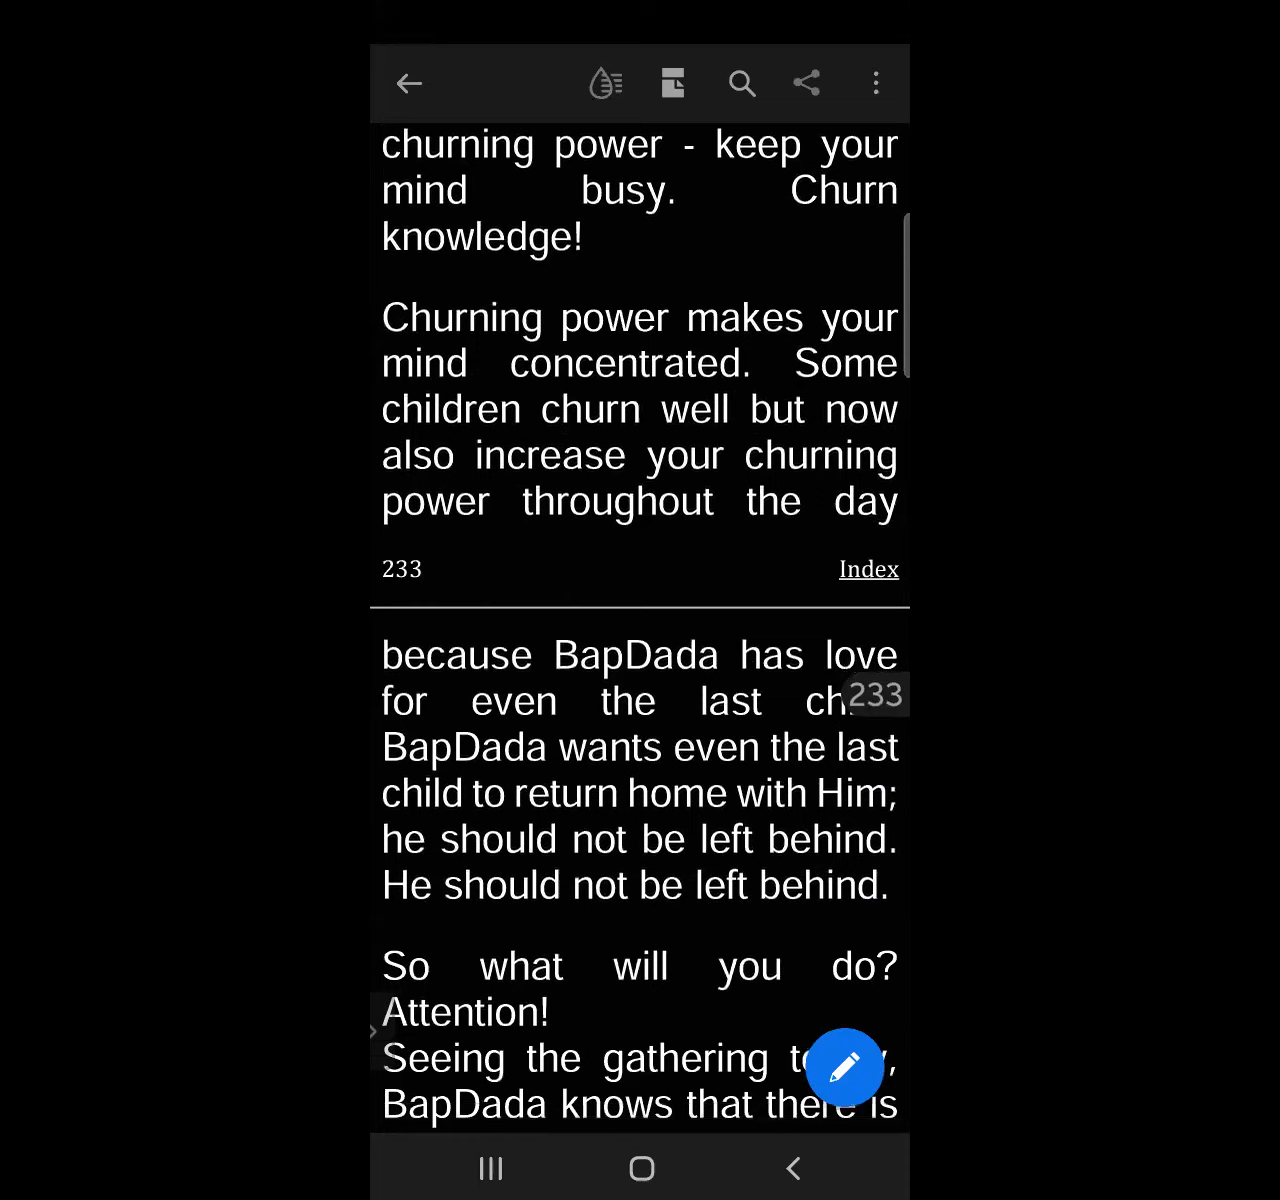 churning power - keep your
mind busy. Churn
knowledge!
Churning power makes your
mind concentrated. Some
children churn well but now
also increase your churning
power throughout the day
233 Index
because BapDada has love
for even the last
233
BapDada wants even the last
child to return home with Him;
he should not be left behind.
He should not be left behind.
So what will you do?
Attention!
Seeing the gathering
BapDada knows that there is